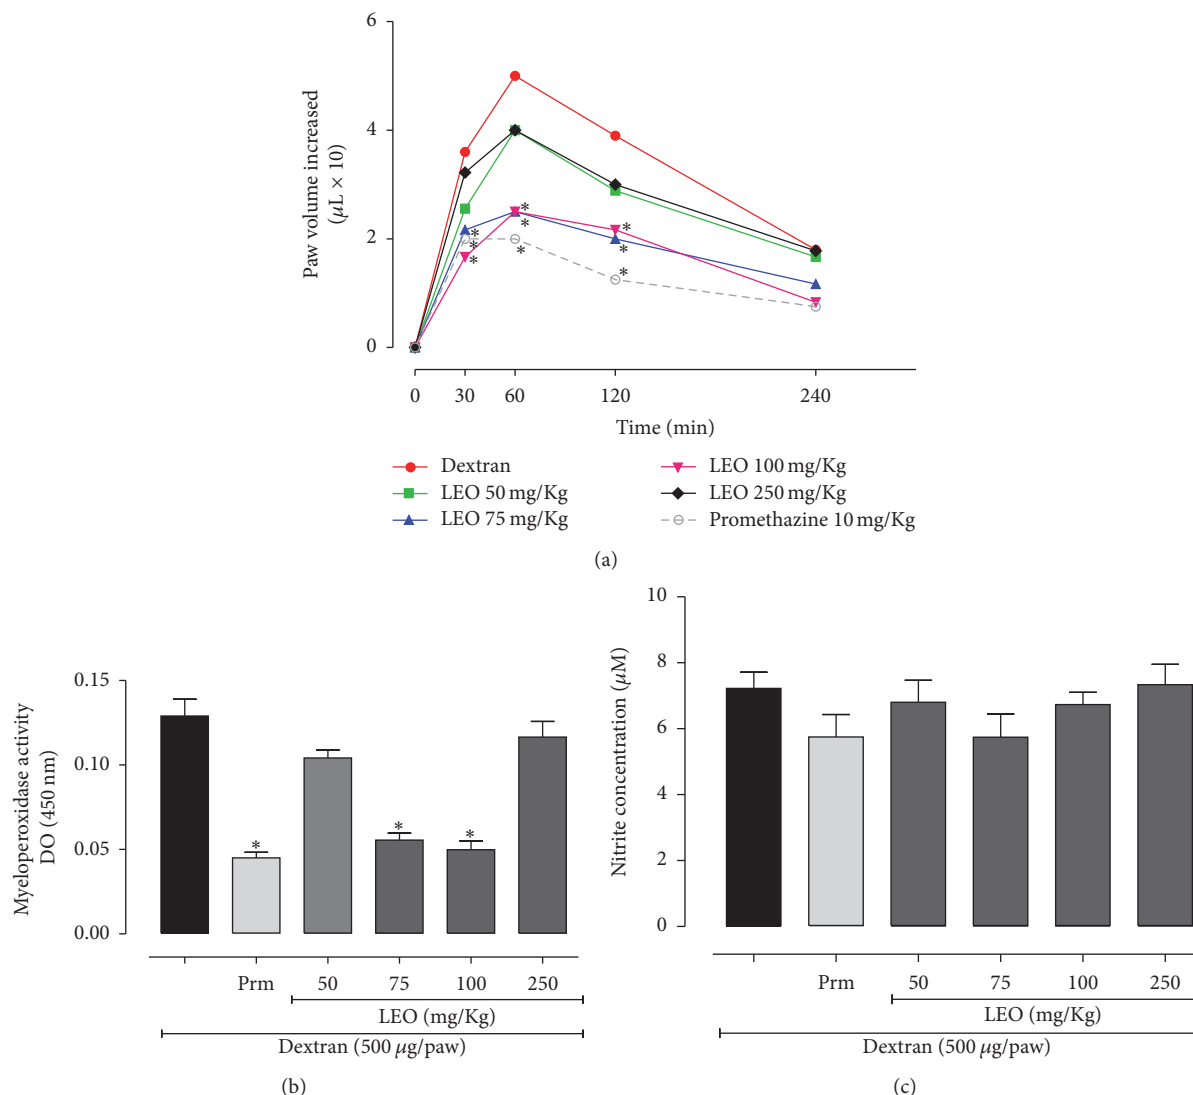 6
4
2
0
Paw volume increased
(μL × 10)
* * *
* * *
* * *
0 30 60 120 240
Time (min)
Dextran
LEO 50 mg/Kg
LEO 75 mg/Kg
LEO 100 mg/Kg
LEO 250 mg/Kg
Promethazine 10 mg/Kg
(a)
0.15
0.10
0.05
0.00
Myeloperoxidase activity
DO (450 nm)
* * *
Prm 50 75 100 250
LEO (mg/Kg)
Dextran (500 μg/paw)
(b)
10
8
6
4
2
0
Nitrite concentration (μM)
Prm 50 75 100 250
LEO (mg/Kg)
Dextran (500 μg/paw)
(c)